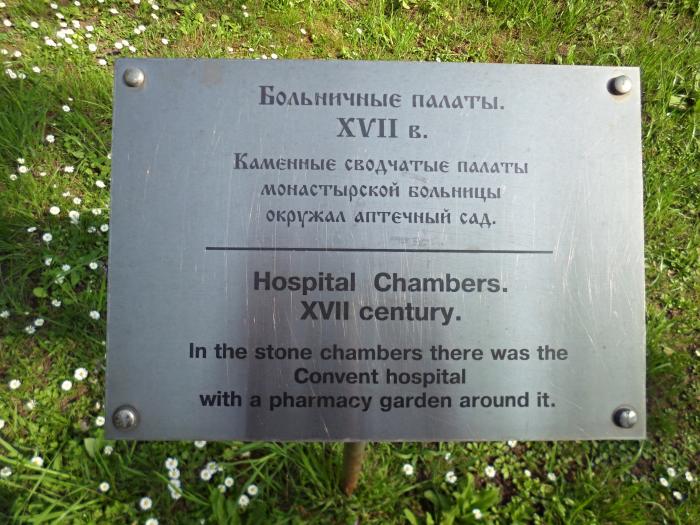 Больничные палаты.
XVII в.
Каменные сводчатые палаты
монастырской больницы
окружал аптечный сад.
Hospital Chambers.
XVII century.
In the stone chambers there was the
Convent hospital
with a pharmacy garden around it.